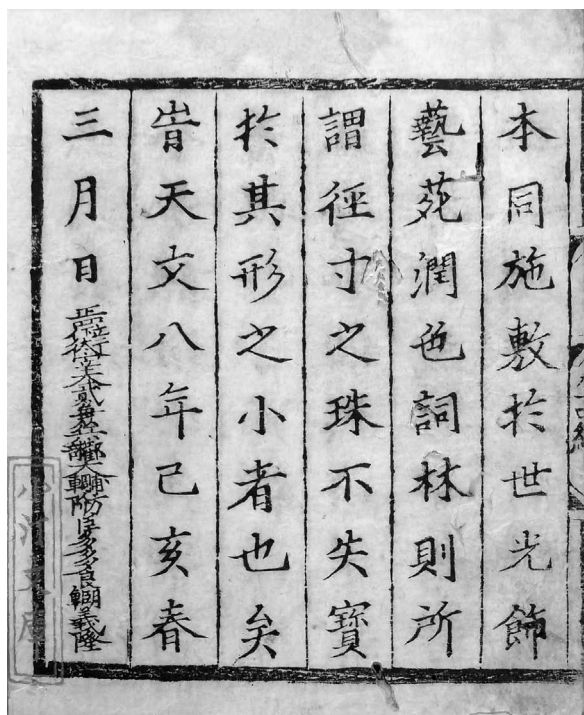 本同施敷於世光飾
藝苑潤色詞林則所
謂徑寸之珠不失寶
於其形之小者也矣
旹天文八年己亥春
三月日
義隆